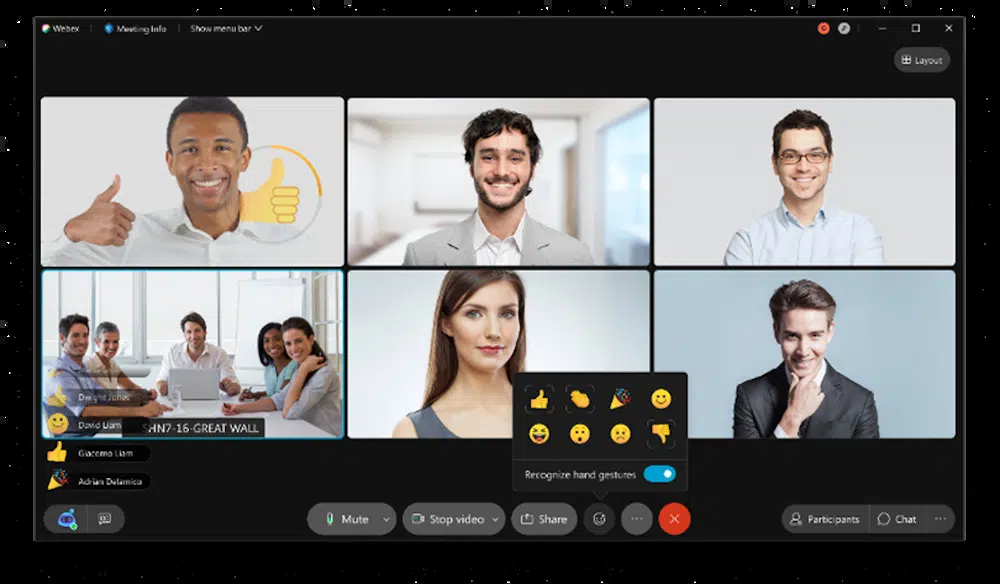 Webex
Meeting Info
Show menu bar
Layout
Dwight Jones
David Liam
SHN7-16-GREAT WALL
Giacomo Liam
Adrian Delamico
Recognize hand gestures
Mute
Stop video
Share
Participants
Chat